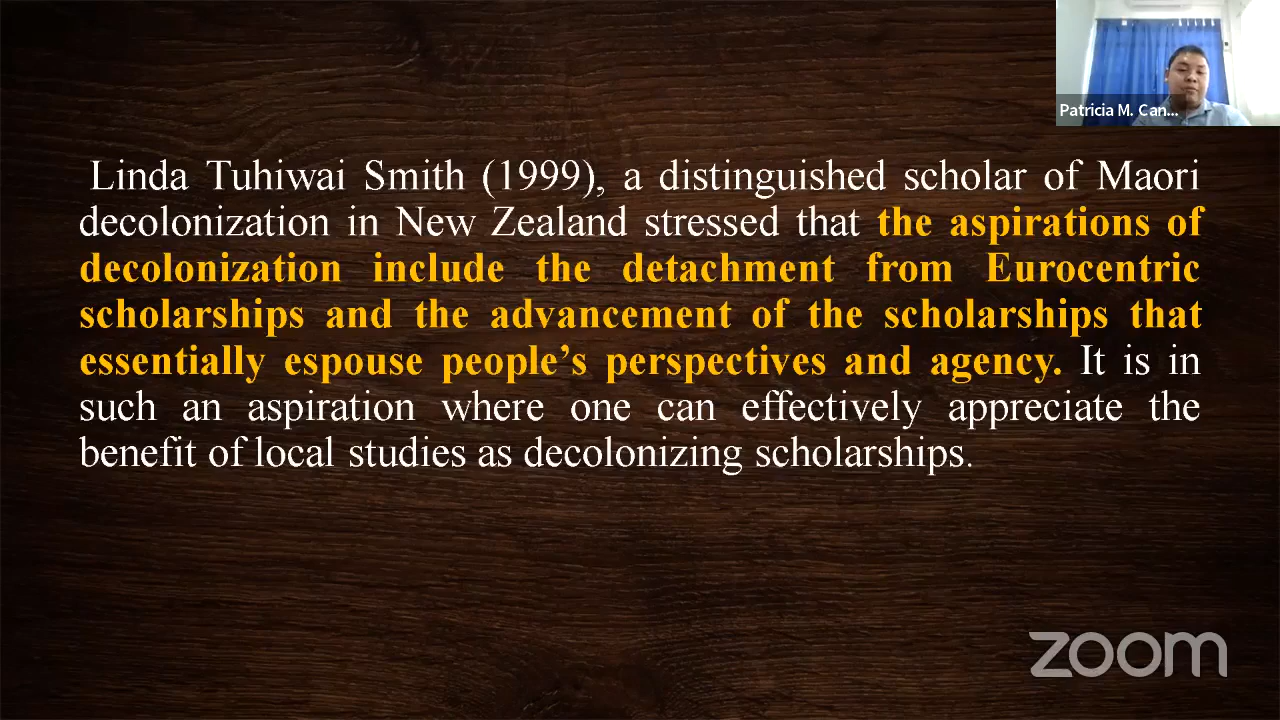 Patricia M. Can...
Linda Tuhiwai Smith (1999), a distinguished scholar of Maori
decolonization in New Zealand stressed that the aspirations of
decolonization include the detachment from Eurocentric
scholarships and the advancement of the scholarships that
essentially espouse people’s perspectives and agency. It is in
such an aspiration where one can effectively appreciate the
benefit of local studies as decolonizing scholarships.
zoom